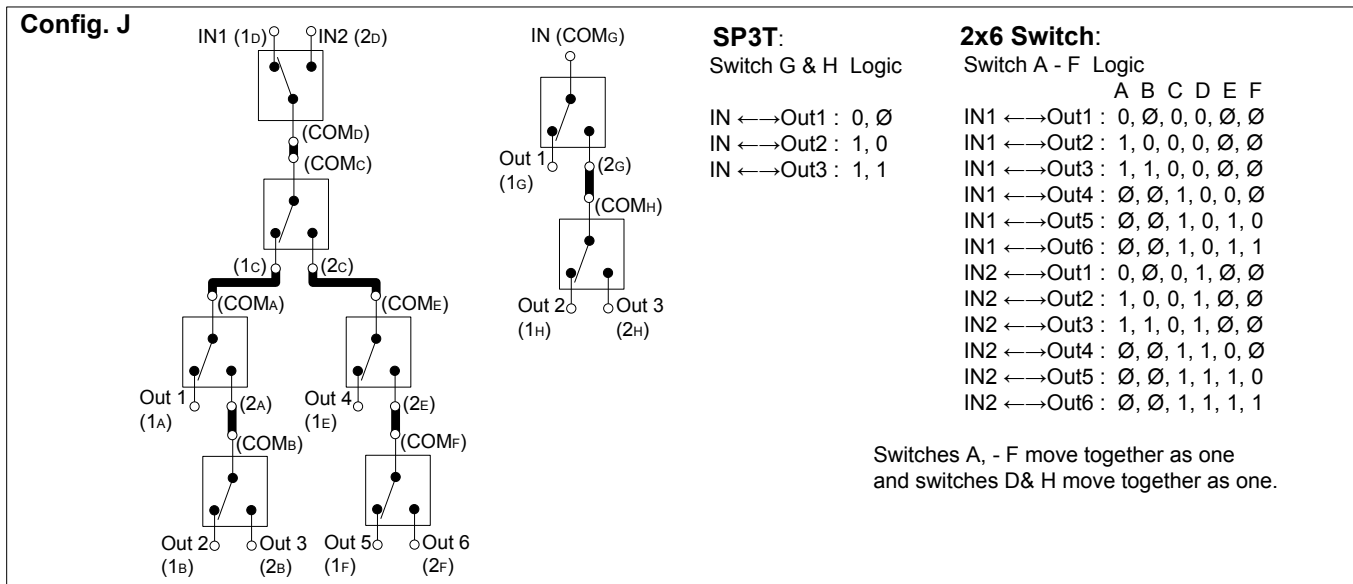 Config. J
IN1 (1D) IN2 (2D)
(COMD)
(COMC)
(1C) (2C)
(COMA) (COME)
Out 1 (1A) (2A) Out 4 (1E) (2E)
(COMB) (COMF)
Out 2 (1B) Out 3 (2B) Out 5 (1F) Out 6 (2F)
IN (COMG)
Out 1 (1G) (2G)
(COMH)
Out 2 (1H) Out 3 (2H)
SP3T:
Switch G & H Logic
IN ←→Out1 : 0, Ø
IN ←→Out2 : 1, 0
IN ←→Out3 : 1, 1
2x6 Switch:
Switch A - F Logic
A B C D E F
IN1 ←→Out1 : 0, Ø, 0, 0, Ø, Ø
IN1 ←→Out2 : 1, 0, 0, 0, Ø, Ø
IN1 ←→Out3 : 1, 1, 0, 0, Ø, Ø
IN1 ←→Out4 : Ø, Ø, 1, 0, 0, Ø
IN1 ←→Out5 : Ø, Ø, 1, 0, 1, 0
IN1 ←→Out6 : Ø, Ø, 1, 0, 1, 1
IN2 ←→Out1 : 0, Ø, 0, 1, Ø, Ø
IN2 ←→Out2 : 1, 0, 0, 1, Ø, Ø
IN2 ←→Out3 : 1, 1, 0, 1, Ø, Ø
IN2 ←→Out4 : Ø, Ø, 1, 1, 0, Ø
IN2 ←→Out5 : Ø, Ø, 1, 1, 1, 0
IN2 ←→Out6 : Ø, Ø, 1, 1, 1, 1
Switches A, - F move together as one
and switches D& H move together as one.